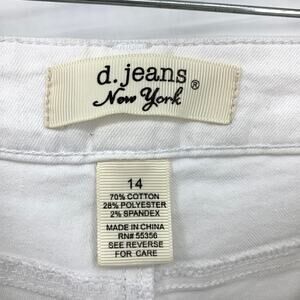 d.jeans®
New York
14
70% COTTON
28% POLYESTER
2% SPANDEX
MADE IN CHINA
RN# 55356
SEE REVERSE
FOR CARE